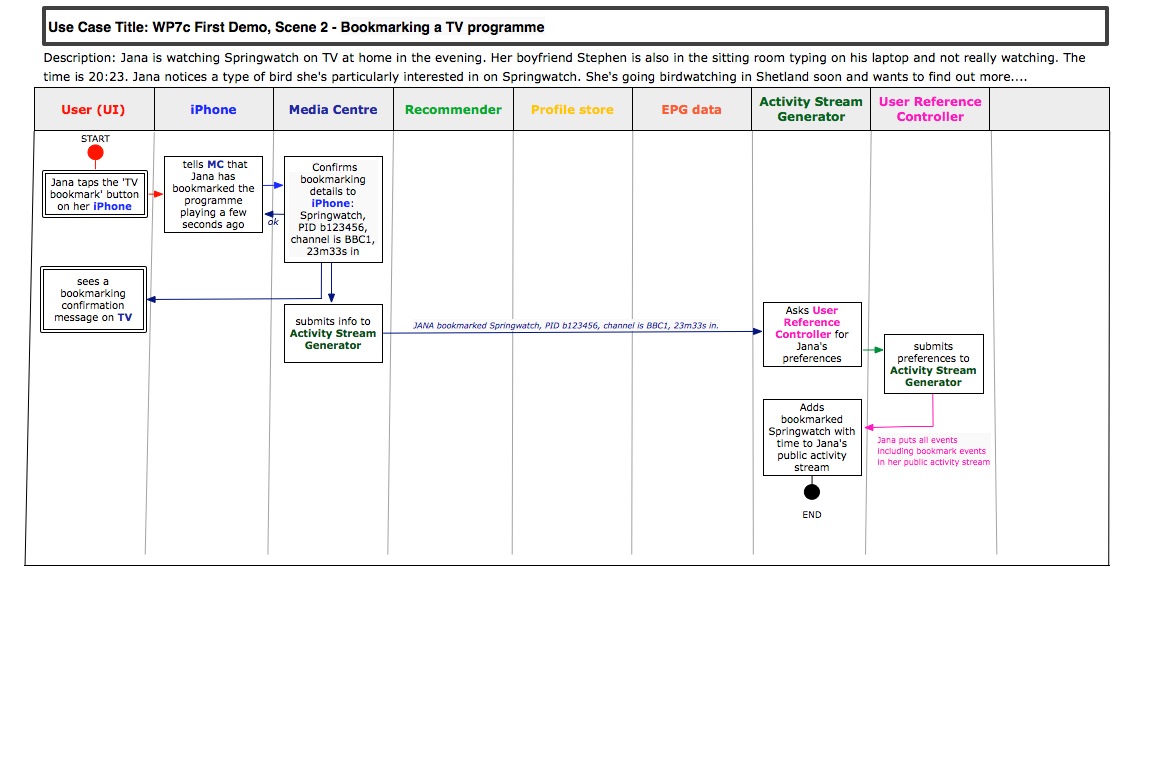 Use Case Title: WP7c First Demo, Scene 2 - Bookmarking a TV programme
Description: Jana is watching Springwatch on TV at home in the evening. Her boyfriend Stephen is also in the sitting room typing on his laptop and not really watching. The
time is 20:23. Jana notices a type of bird she's particularly interested in on Springwatch. She's going birdwatching in Shetland soon and wants to find out more....
User (UI)
iPhone
Media Centre
Recommender
Profile store
EPG data
Activity Stream
Generator
User Reference
Controller
START
Jana taps the 'TV
bookmark' button
on her iPhone
tells MC that
Jana has
bookmarked the
programme
playing a few
seconds ago
Confirms
bookmarking
details to
iPhone:
Springwatch,
PID b123456,
channel is BBC1,
23m33s in
ok
sees a
bookmarking
confirmation
message on TV
submits info to
Activity Stream
Generator
JANA bookmarked Springwatch, PID b123456, channel is BBC1, 23m33s in.
Asks User
Reference
Controller for
Jana's
preferences
submits
preferences to
Activity Stream
Generator
Adds
bookmarked
Springwatch with
time to Jana's
public activity
stream
Jana puts all events
including bookmark events
in her public activity stream
END